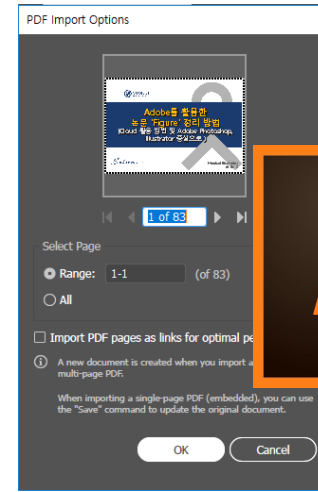 PDF Import Options
Adobe를 활용한
논문 'Figure' 정리 방법
(Cloud 활용 방법 및 Adobe Photoshop,
Illustrator 중심으로)
1 of 83
Select Page
Range: 1-1 (of 83)
All
Import PDF pages as links for optimal pe
A new document is created when you import a
multi-page PDF.
When importing a single-page PDF (embedded), you can use
the "Save" command to update the original document.
OK Cancel